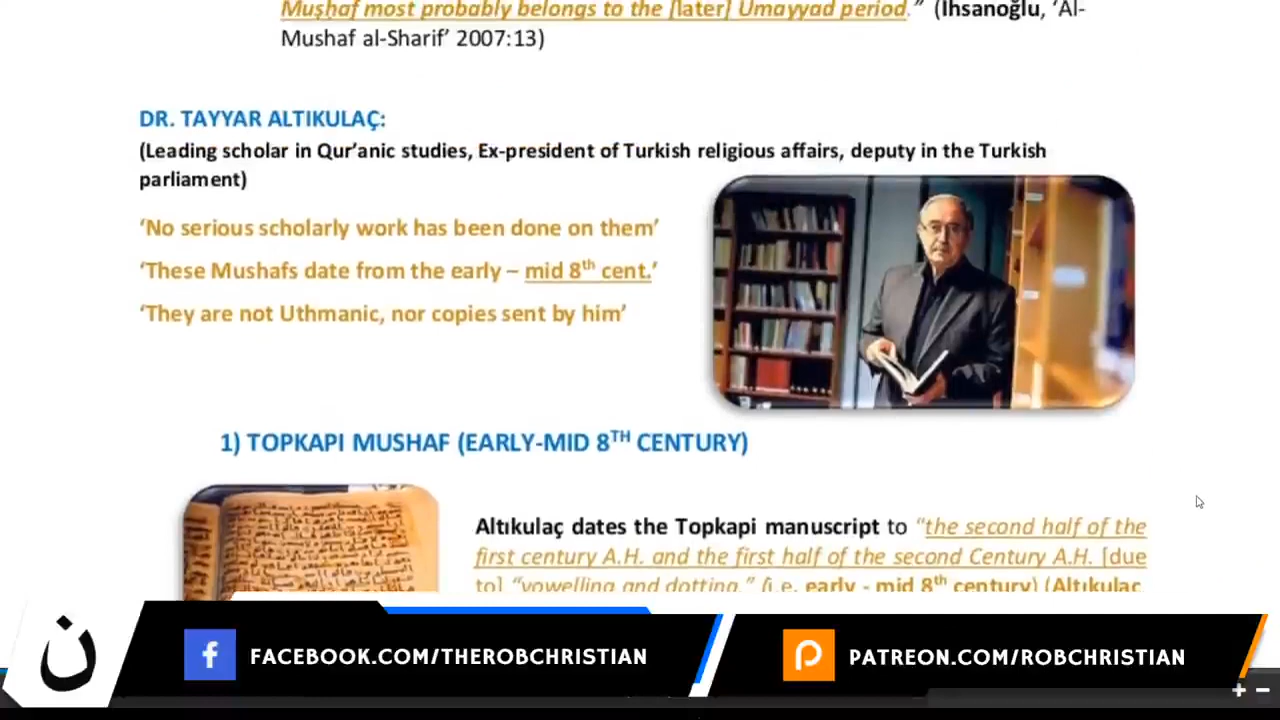 Muṣḥaf most probably belongs to the [later] Umayyad period.” (Ihsanoğlu, ‘Al-
Mushaf al-Sharif’ 2007:13)
DR. TAYYAR ALTIKULAÇ:
(Leading scholar in Qur’anic studies, Ex-president of Turkish religious affairs, deputy in the Turkish
parliament)
‘No serious scholarly work has been done on them’
‘These Mushafs date from the early – mid 8th cent.’
‘They are not Uthmanic, nor copies sent by him’
1) TOPKAPI MUSHAF (EARLY-MID 8TH CENTURY)
Altıkulaç dates the Topkapi manuscript to “the second half of the
first century A.H. and the first half of the second Century A.H. [due
to] “vowelling and dotting.” (i.e. early - mid 8th century) (Altıkulaç,
ن
f FACEBOOK.COM/THEROBCHRISTIAN
PATREON.COM/ROBCHRISTIAN